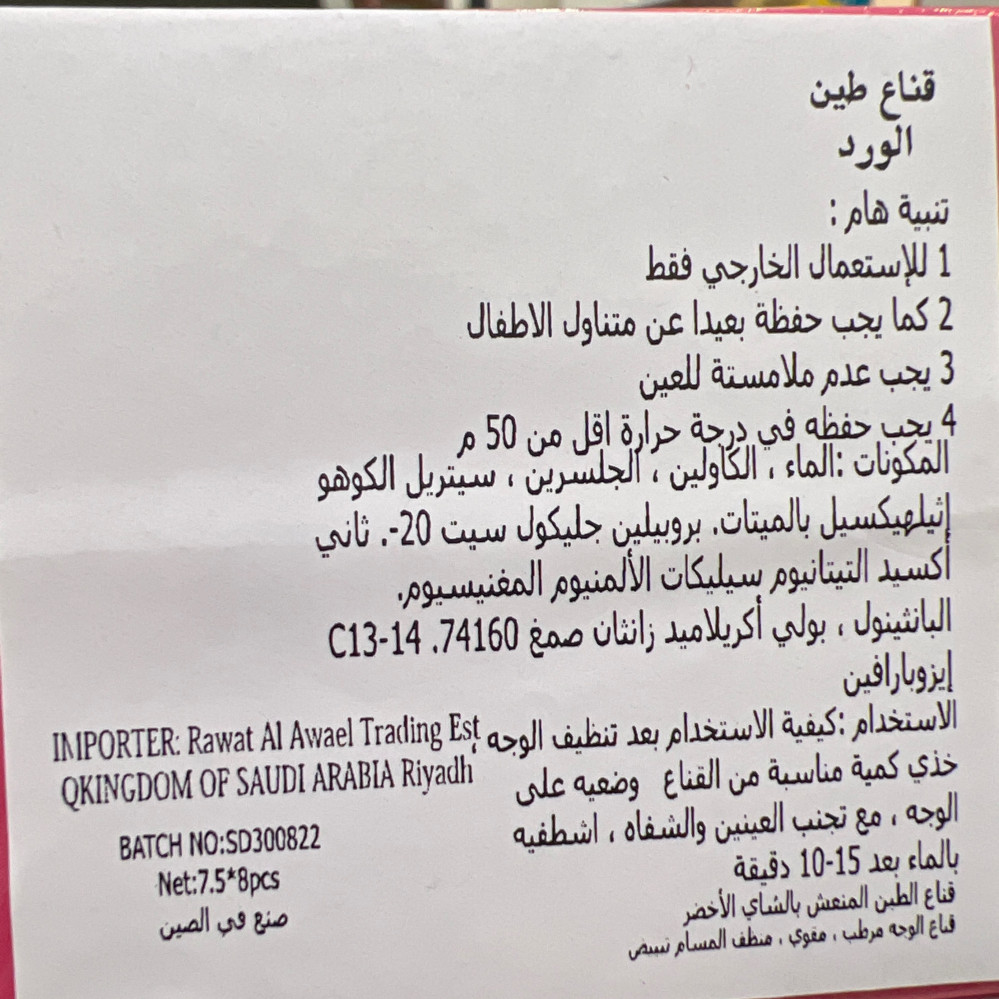 قناع طين
الورد
تنبية هام :
1 للإستعمال الخارجي فقط
2 كما يجب حفظة بعيدا عن متناول الاطفال
3 يجب عدم ملامستة للعين
4 يجب حفظه في درجة حرارة اقل من 50 م
المكونات :الماء ، الكاولين ، الجلسرين ، سيتريل الكوهو
إثيلهيكسيل بالميتات. بروبيلين جليكول سيت 20-. ثاني
أكسيد التيتانيوم سيليكات الألمنيوم المغنيسيوم.
البانثينول ، بولي أكريلاميد زانثان صمغ 74160. C13-14
إيزوبارافين
الاستخدام :كيفية الاستخدام بعد تنظيف الوجه
خذي كمية مناسبة من القناع وضعيه على
الوجه ، مع تجنب العينين والشفاه ، اشطفيه
بالماء بعد 15-10 دقيقة
قناع الطين المنعش بالشاي الأخضر
قناع الوجه مرطب ، مقوي ، منظف المسام تبييض
IMPORTER: Rawat Al Awael Trading Est
QKINGDOM OF SAUDI ARABIA Riyadh
BATCH NO:SD300822
Net:7.5*8pcs
صنع في الصين